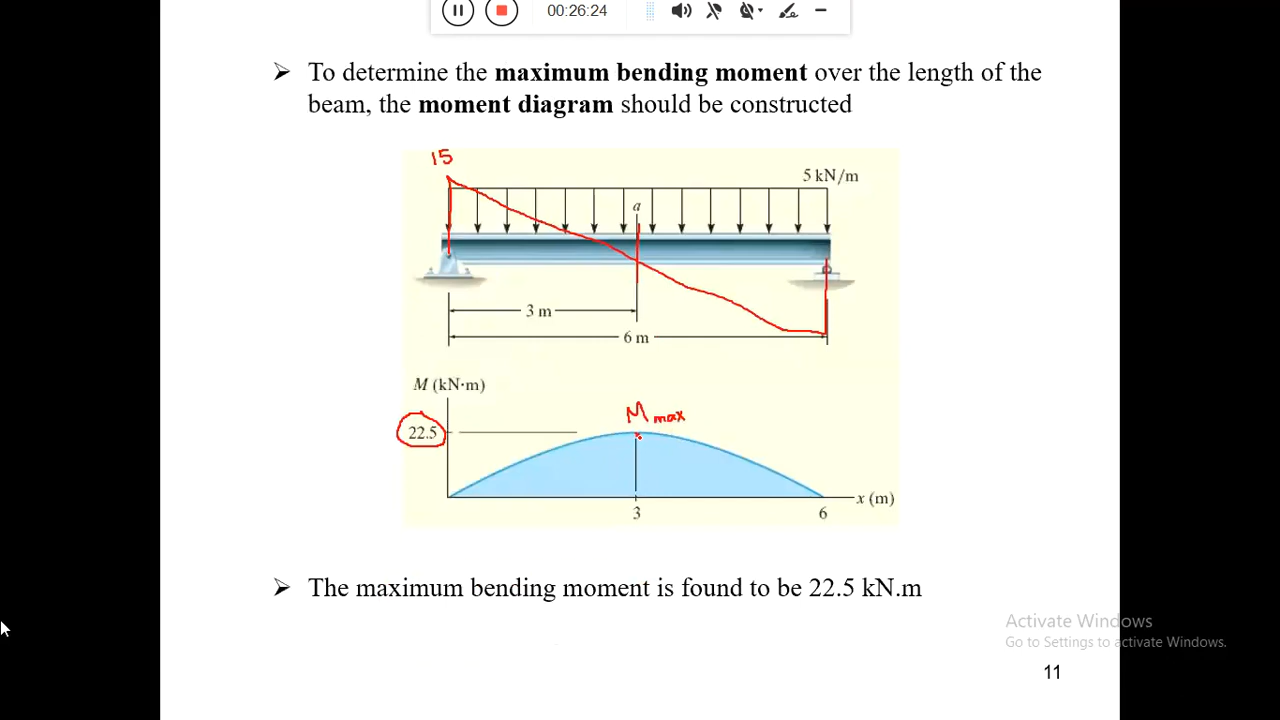 00:26:24
➢ To determine the maximum bending moment over the length of the
beam, the moment diagram should be constructed
15
5 kN/m
a
3 m
6 m
M (kN·m)
M max
22.5
x (m)
3
6
➢ The maximum bending moment is found to be 22.5 kN.m
Activate Windows
Go to Settings to activate Windows.
11